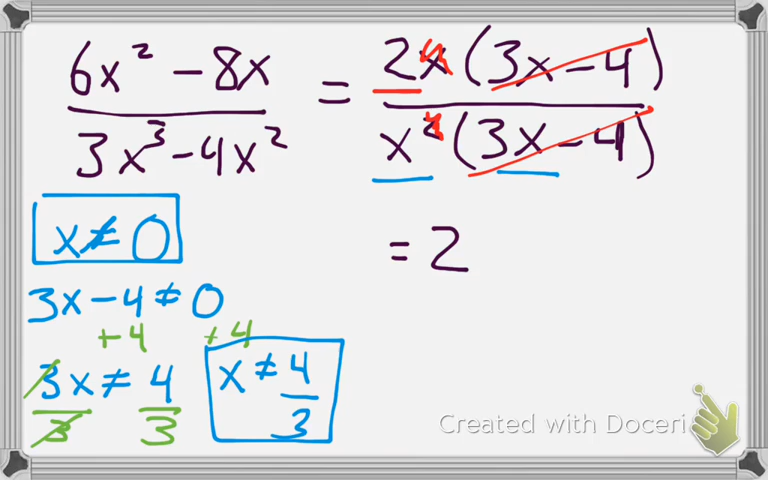 6x² - 8x / 3x³ - 4x² = 2x(3x - 4) / x²(3x - 4)
x ≠ 0
= 2
3x - 4 ≠ 0
+4 +4
3x ≠ 4
3 3
x ≠ 4/3
Created with Doceri